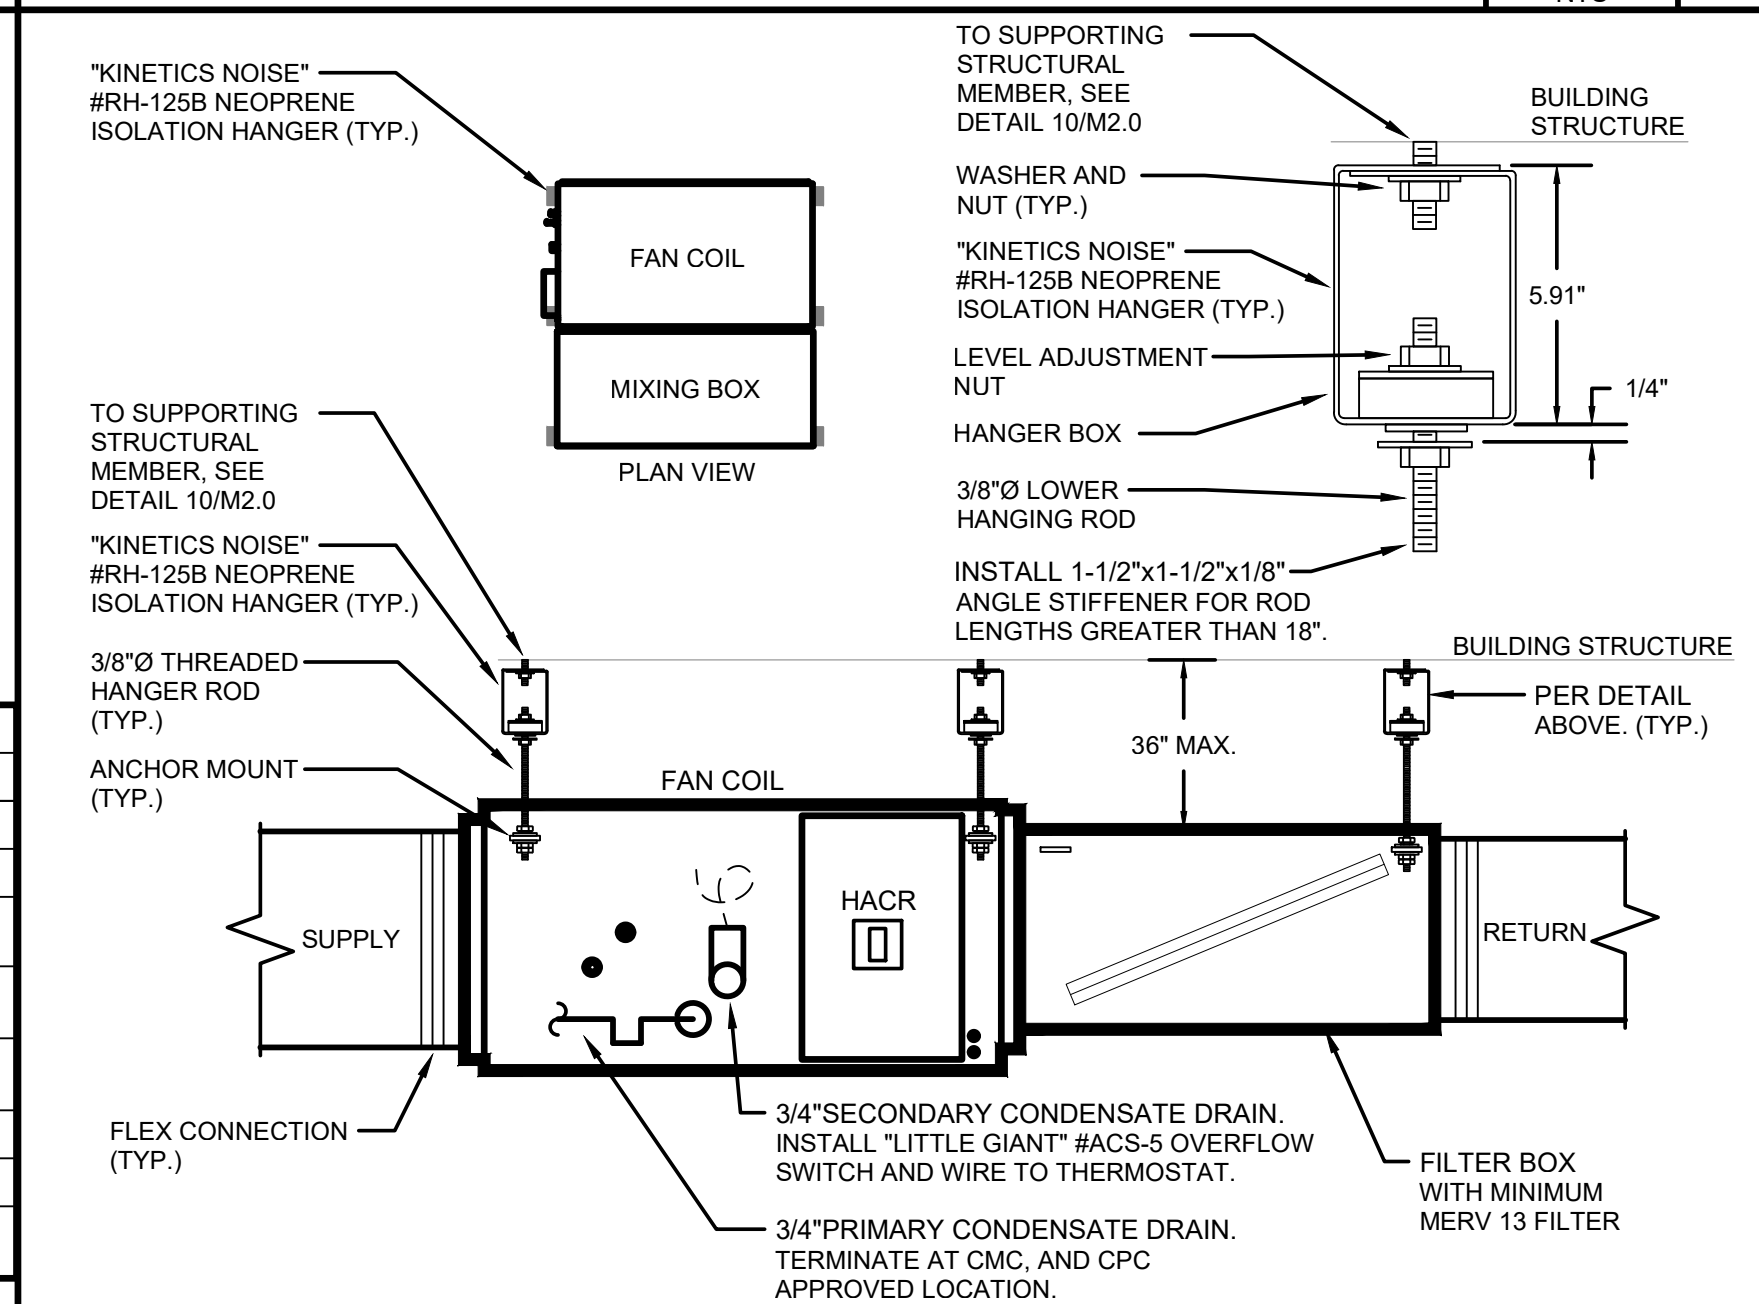 "KINETICS NOISE"
#RH-125B NEOPRENE
ISOLATION HANGER (TYP.)
FAN COIL
MIXING BOX
PLAN VIEW
TO SUPPORTING
STRUCTURAL
MEMBER, SEE
DETAIL 10/M2.0
BUILDING
STRUCTURE
WASHER AND
NUT (TYP.)
"KINETICS NOISE"
#RH-125B NEOPRENE
ISOLATION HANGER (TYP.)
5.91"
LEVEL ADJUSTMENT
NUT
1/4"
HANGER BOX
3/8"Ø LOWER
HANGING ROD
INSTALL 1-1/2"x1-1/2"x1/8"
ANGLE STIFFENER FOR ROD
LENGTHS GREATER THAN 18".
TO SUPPORTING
STRUCTURAL
MEMBER, SEE
DETAIL 10/M2.0
"KINETICS NOISE"
#RH-125B NEOPRENE
ISOLATION HANGER (TYP.)
3/8"Ø THREADED
HANGER ROD
(TYP.)
ANCHOR MOUNT
(TYP.)
BUILDING STRUCTURE
PER DETAIL
ABOVE. (TYP.)
36" MAX.
FAN COIL
SUPPLY
HACR
RETURN
FLEX CONNECTION
(TYP.)
3/4"SECONDARY CONDENSATE DRAIN.
INSTALL "LITTLE GIANT" #ACS-5 OVERFLOW
SWITCH AND WIRE TO THERMOSTAT.
3/4"PRIMARY CONDENSATE DRAIN.
TERMINATE AT CMC, AND CPC
APPROVED LOCATION.
FILTER BOX
WITH MINIMUM
MERV 13 FILTER